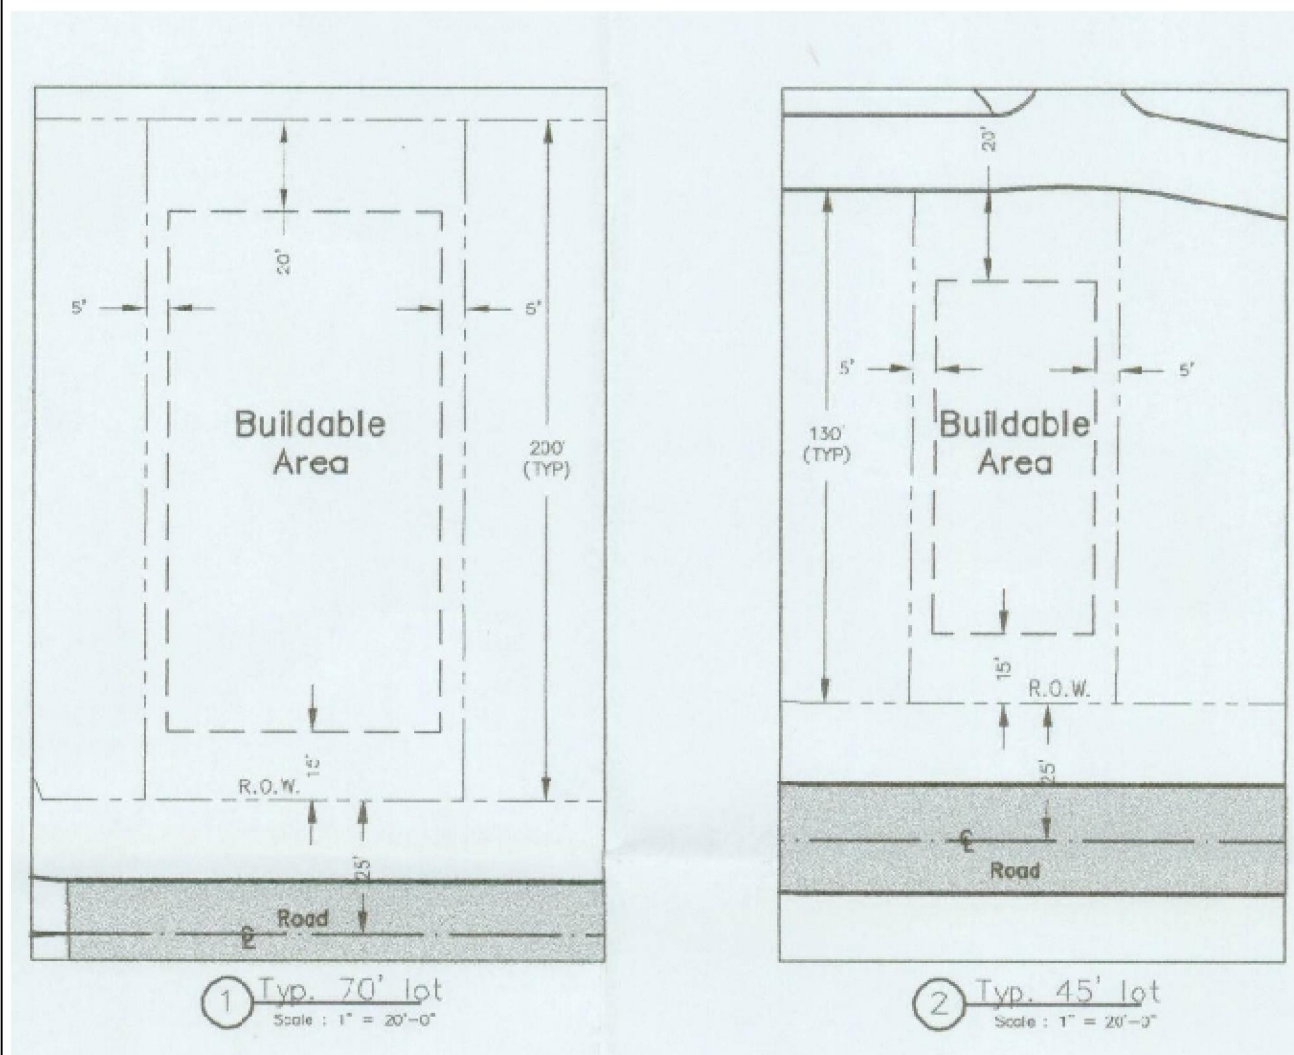 20'
5'
5'
Buildable
Area
200'
(TYP)
15'
R.O.W.
25'
Road
℄
1
Typ. 70' lot
Scale : 1" = 20'-0"
20'
5'
5'
130'
(TYP)
Buildable
Area
15'
R.O.W.
25'
℄
Road
2
Typ. 45' lot
Scale : 1" = 20'-0"